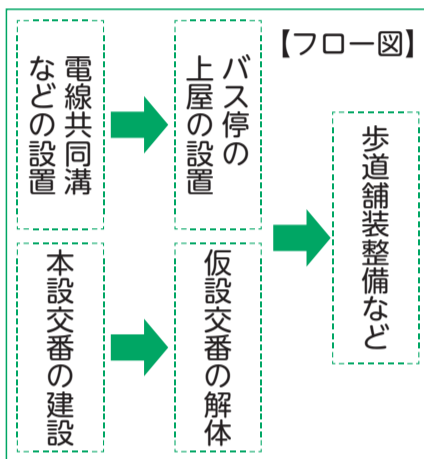 【フロー図】
電線共同溝
などの設置
バス停の
上屋の設置
本設交番の建設
仮設交番の解体
歩道舗装整備など